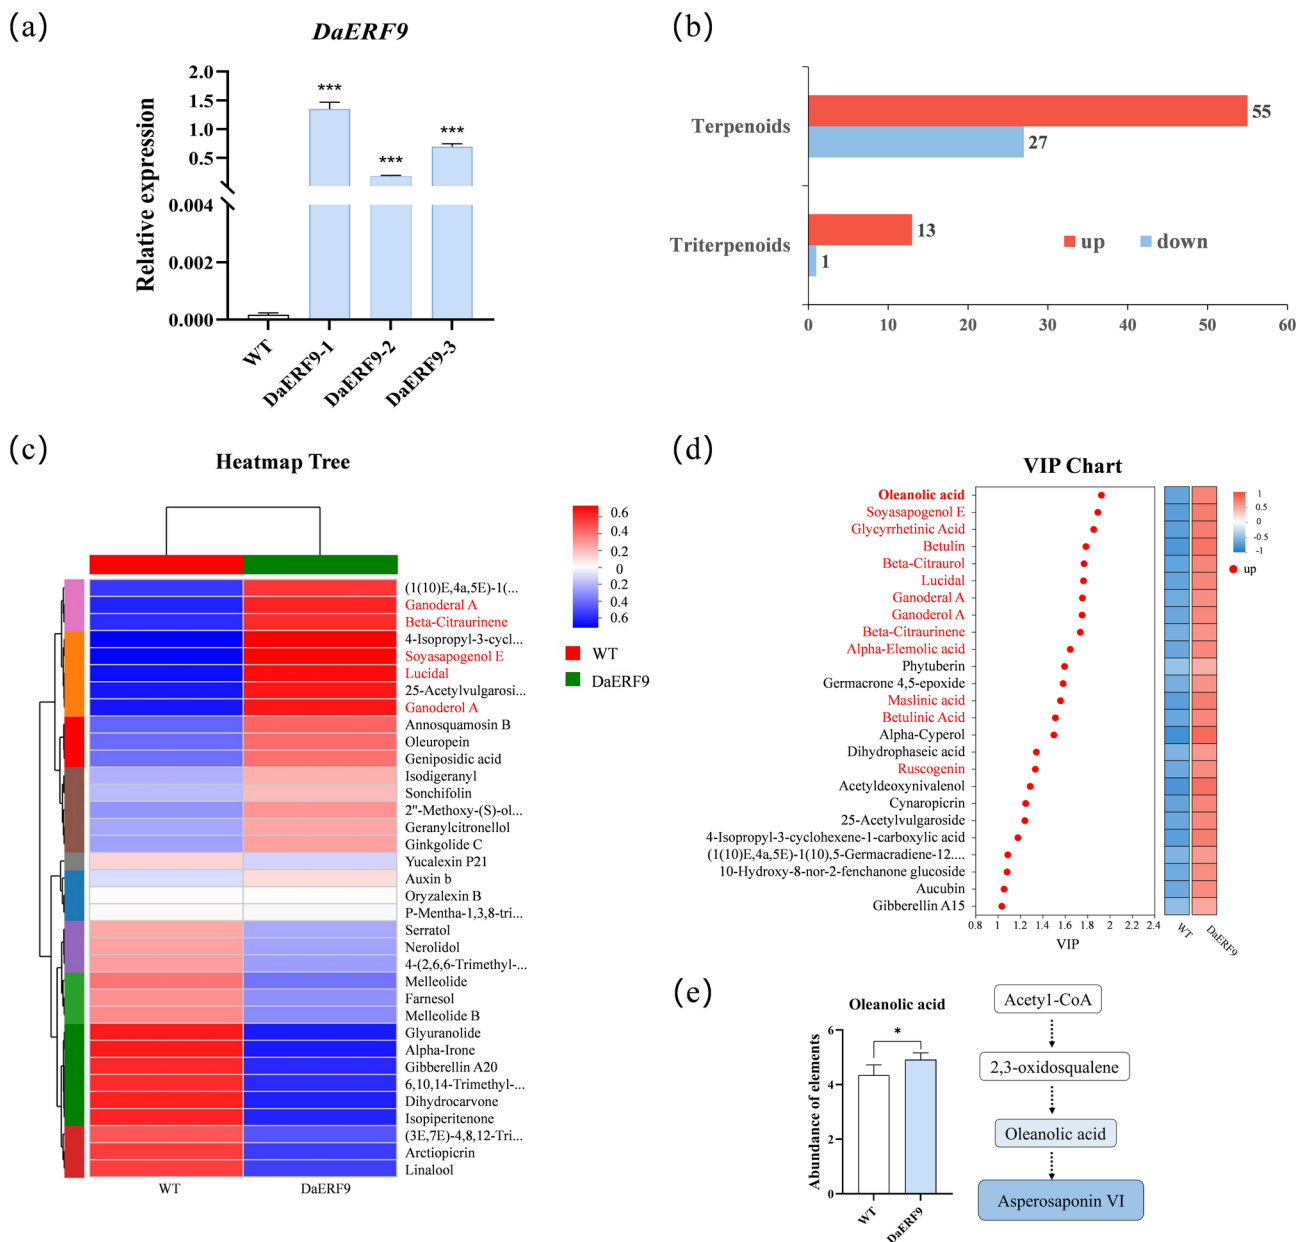 (a)
DaERF9
Relative expression
2.0
1.5
1.0
0.5
0.004
0.002
0.000
***
***
***
WT
DaERF9-1
DaERF9-2
DaERF9-3
(b)
Terpenoids
Triterpenoids
55
27
13
1
up
down
0
10
20
30
40
50
60
(c)
Heatmap Tree
0.6
0.4
0.2
0
0.2
0.4
0.6
WT
DaERF9
(1(10)E,4a,5E)-1(...
Ganoderal A
Beta-Citraurinene
4-Isopropyl-3-cycl...
Soyasapogenol E
Lucidal
25-Acetylvulgarosi...
Ganoderol A
Annosquamosin B
Oleuropein
Geniposidic acid
Isodigeranyl
Sonchifolin
2"-Methoxy-(S)-ol...
Geranylcitronellol
Ginkgolide C
Yucalexin P21
Auxin b
Oryzalexin B
P-Mentha-1,3,8-tri...
Serratol
Nerolidol
4-(2,6,6-Trimethyl-...
Melleolide
Farnesol
Melleolide B
Glyuranolide
Alpha-Irone
Gibberellin A20
6,10,14-Trimethyl-...
Dihydrocarvone
Isopiperitenone
(3E,7E)-4,8,12-Tri...
Arctiopicrin
Linalool
WT
DaERF9
(d)
VIP Chart
Oleanolic acid
Soyasapogenol E
Glycyrrhetinic Acid
Betulin
Beta-Citraurol
Lucidal
Ganoderal A
Ganoderol A
Beta-Citraurinene
Alpha-Elemolic acid
Phytuberin
Germacrone 4,5-epoxide
Maslinic acid
Betulinic Acid
Alpha-Cyperol
Dihydrophaseic acid
Ruscogenin
Acetyldeoxynivalenol
Cynaropicrin
25-Acetylvulgaroside
4-Isopropyl-3-cyclohexene-1-carboxylic acid
(1(10)E,4a,5E)-1(10),5-Germacradiene-12....
10-Hydroxy-8-nor-2-fenchanone glucoside
Aucubin
Gibberellin A15
0.8
1
1.2
1.4
1.6
1.8
2
2.2
2.4
VIP
WT
DaERF9
1
0.5
0
-0.5
-1
up
(e)
Oleanolic acid
Abundance of elements
6
4
2
0
*
WT
DaERF9
Acety1-CoA
2,3-oxidosqualene
Oleanolic acid
Asperosaponin VI